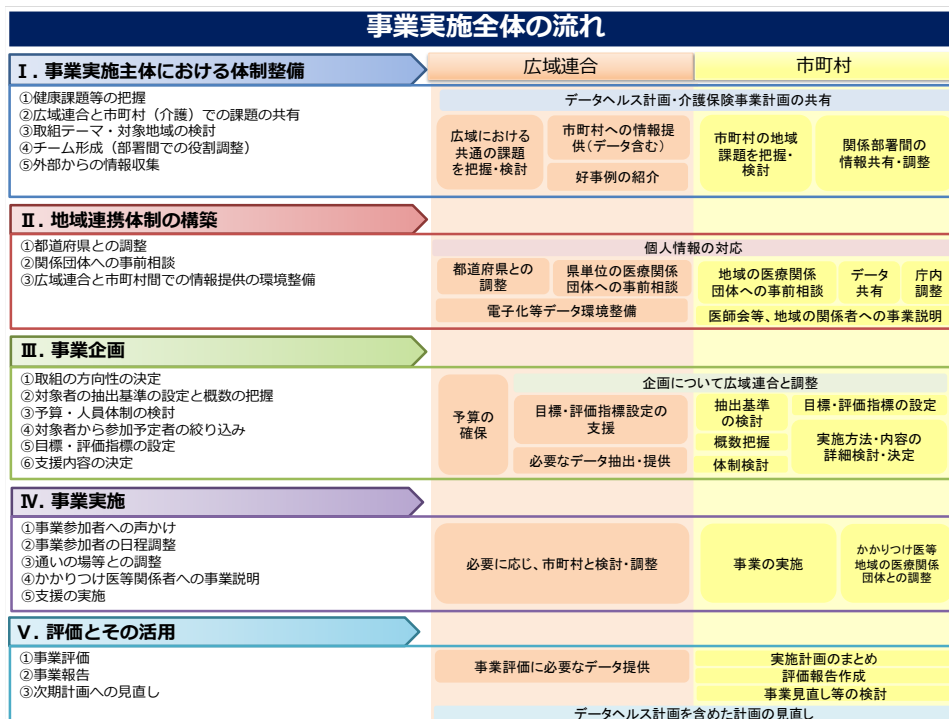 事業実施全体の流れ
Ⅰ．事業実施主体における体制整備
広域連合
市町村
①健康課題等の把握
②広域連合と市町村（介護）での課題の共有
③取組テーマ・対象地域の検討
④チーム形成（部署間での役割調整）
⑤外部からの情報収集
データヘルス計画・介護保険事業計画の共有
広域における
共通の課題
を把握・検討
市町村への情報提
供（データ含む）
好事例の紹介
市町村の地域
課題を把握・
検討
関係部署間の
情報共有・調整
Ⅱ．地域連携体制の構築
①都道府県との調整
②関係団体への事前相談
③広域連合と市町村間での情報提供の環境整備
個人情報の対応
都道府県との
調整
県単位の医療関係
団体への事前相談
電子化等データ環境整備
地域の医療関係
団体への事前相談
データ
共有
庁内
調整
医師会等、地域の関係者への事業説明
Ⅲ．事業企画
①取組の方向性の決定
②対象者の抽出基準の設定と概数の把握
③予算・人員体制の検討
④対象者から参加予定者の絞り込み
⑤目標・評価指標の設定
⑥支援内容の決定
企画について広域連合と調整
予算の
確保
目標・評価指標設定の
支援
必要なデータ抽出・提供
抽出基準
の検討
概数把握
体制検討
目標・評価指標の設定
実施方法・内容の
詳細検討・決定
Ⅳ．事業実施
①事業参加者への声かけ
②事業参加者の日程調整
③通いの場等との調整
④かかりつけ医等関係者への事業説明
⑤支援の実施
必要に応じ、市町村と検討・調整
事業の実施
かかりつけ医等
地域の医療関係
団体との調整
Ⅴ．評価とその活用
①事業評価
②事業報告
③次期計画への見直し
事業評価に必要なデータ提供
実施計画のまとめ
評価報告作成
事業見直し等の検討
データヘルス計画を含めた計画の見直し